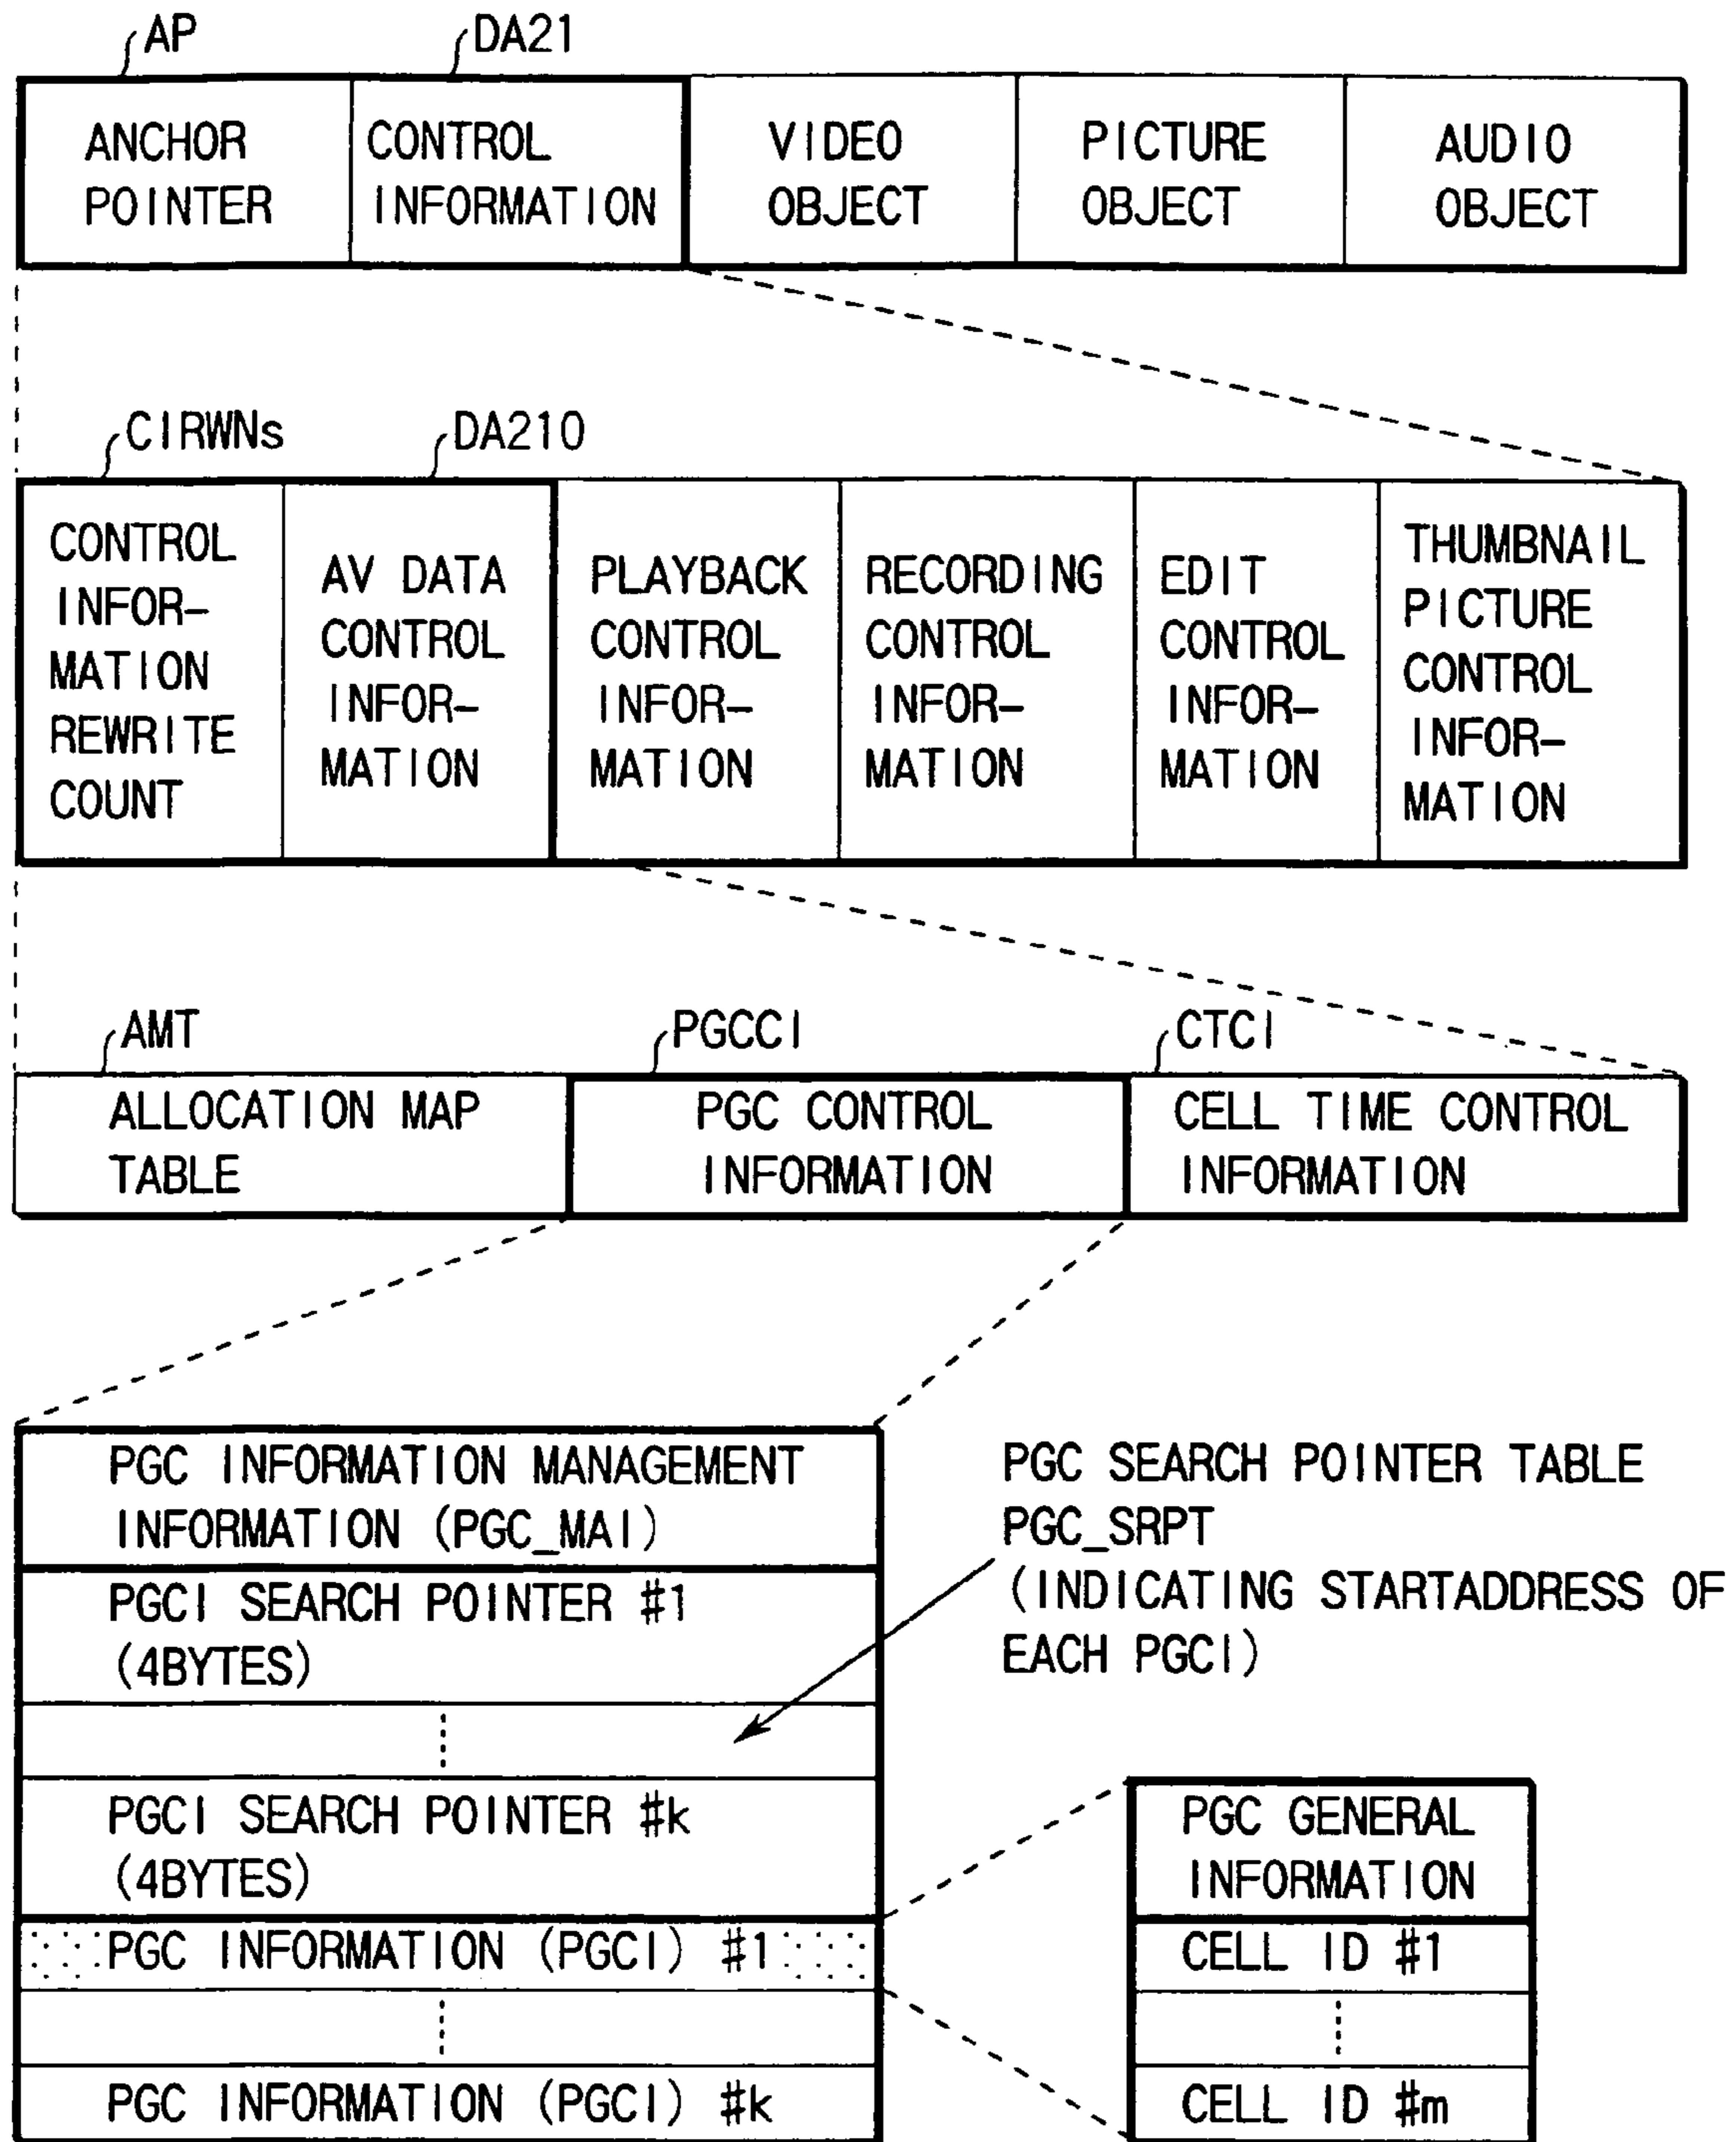 AP
DA21
ANCHOR
POINTER
CONTROL
INFORMATION
VIDEO
OBJECT
PICTURE
OBJECT
AUDIO
OBJECT
CIRWNs
DA210
CONTROL
INFOR-
MATION
REWRITE
COUNT
AV DATA
CONTROL
INFOR-
MATION
PLAYBACK
CONTROL
INFOR-
MATION
RECORDING
CONTROL
INFOR-
MATION
EDIT
CONTROL
INFOR-
MATION
THUMBNAIL
PICTURE
CONTROL
INFOR-
MATION
AMT
PGCCI
CTCI
ALLOCATION MAP
TABLE
PGC CONTROL
INFORMATION
CELL TIME CONTROL
INFORMATION
PGC INFORMATION MANAGEMENT
INFORMATION (PGC_MAI)
PGCI SEARCH POINTER #1
(4BYTES)
PGCI SEARCH POINTER #k
(4BYTES)
PGC INFORMATION (PGCI) #1
PGC INFORMATION (PGCI) #k
PGC SEARCH POINTER TABLE
PGC_SRPT
(INDICATING STARTADDRESS OF
EACH PGCI)
PGC GENERAL
INFORMATION
CELL ID #1
CELL ID #m